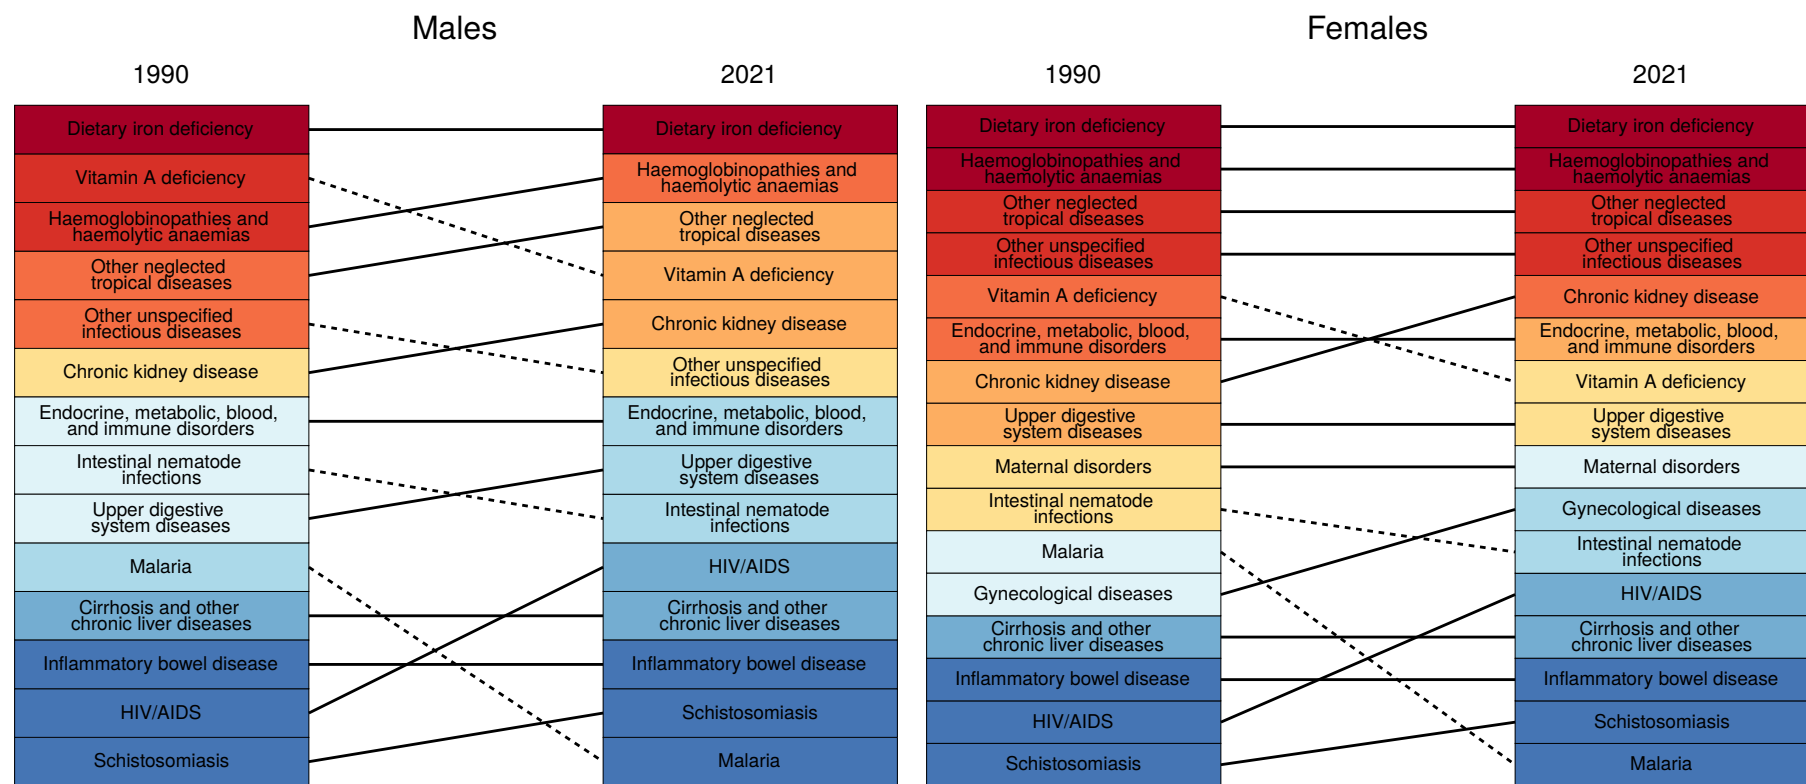 Males
1990
2021
Dietary iron deficiency
Vitamin A deficiency
Haemoglobinopathies and
haemolytic anaemias
Other neglected
tropical diseases
Other unspecified
infectious diseases
Chronic kidney disease
Endocrine, metabolic, blood,
and immune disorders
Intestinal nematode
infections
Upper digestive
system diseases
Malaria
Cirrhosis and other
chronic liver diseases
Inflammatory bowel disease
HIV/AIDS
Schistosomiasis
Dietary iron deficiency
Haemoglobinopathies and
haemolytic anaemias
Other neglected
tropical diseases
Vitamin A deficiency
Chronic kidney disease
Other unspecified
infectious diseases
Endocrine, metabolic, blood,
and immune disorders
Upper digestive
system diseases
Intestinal nematode
infections
HIV/AIDS
Cirrhosis and other
chronic liver diseases
Inflammatory bowel disease
Schistosomiasis
Malaria
Females
1990
2021
Dietary iron deficiency
Haemoglobinopathies and
haemolytic anaemias
Other neglected
tropical diseases
Other unspecified
infectious diseases
Vitamin A deficiency
Endocrine, metabolic, blood,
and immune disorders
Chronic kidney disease
Upper digestive
system diseases
Maternal disorders
Intestinal nematode
infections
Malaria
Gynecological diseases
Cirrhosis and other
chronic liver diseases
Inflammatory bowel disease
HIV/AIDS
Schistosomiasis
Dietary iron deficiency
Haemoglobinopathies and
haemolytic anaemias
Other neglected
tropical diseases
Other unspecified
infectious diseases
Chronic kidney disease
Endocrine, metabolic, blood,
and immune disorders
Vitamin A deficiency
Upper digestive
system diseases
Maternal disorders
Gynecological diseases
Intestinal nematode
infections
HIV/AIDS
Cirrhosis and other
chronic liver diseases
Inflammatory bowel disease
Schistosomiasis
Malaria